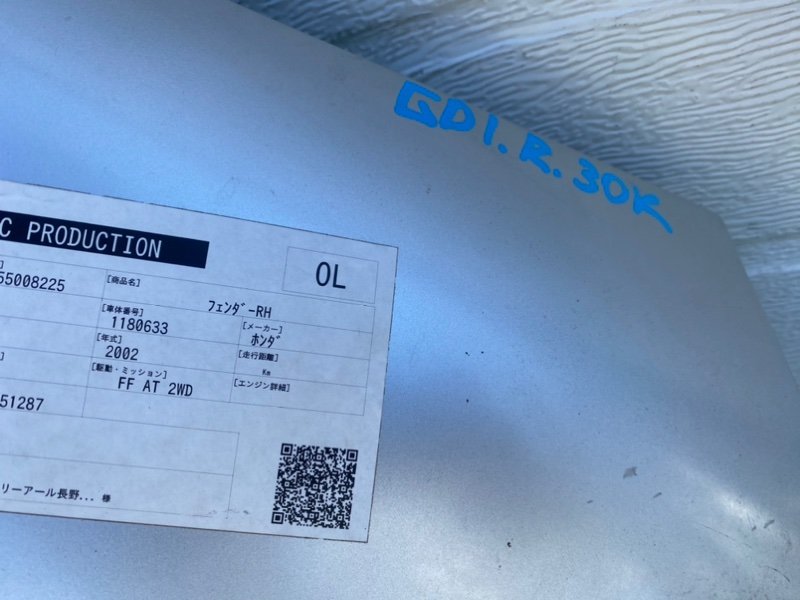 GD1.R.30K
C PRODUCTION
OL
55008225
[商品名]
フェンダ-RH
[車体番号]
1180633
[メーカー]
ホンダ
[年式]
2002
[走行距離]
Km
[駆動・ミッション]
FF AT 2WD
[エンジン詳細]
51287
リーアール長野... 様